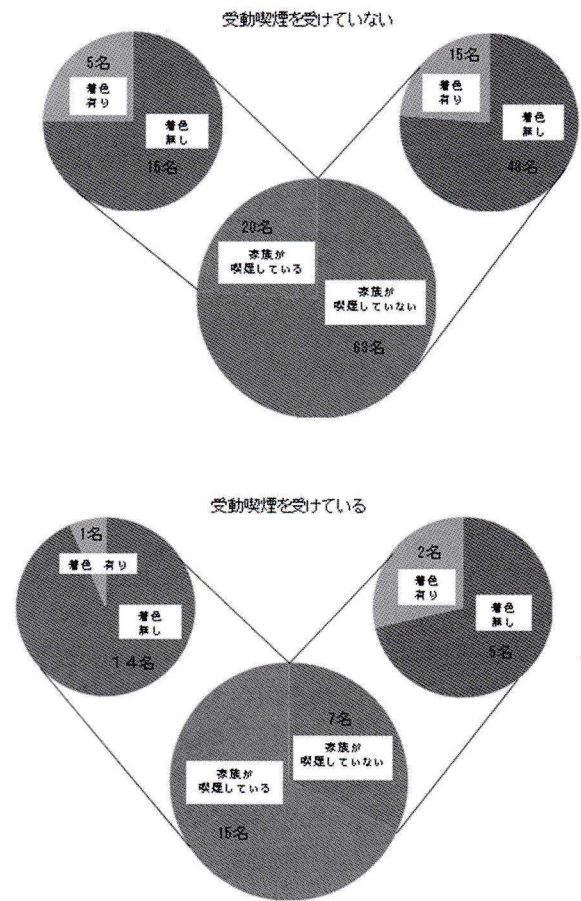 受動喫煙を受けていない
5名
着色
有り
着色
無し
15名
15名
着色
有り
着色
無し
48名
20名
家族が
喫煙している
家族が
喫煙していない
63名
受動喫煙を受けている
1名
着色 有り
着色
無し
14名
2名
着色
有り
着色
無し
5名
7名
家族が
喫煙していない
家族が
喫煙している
15名